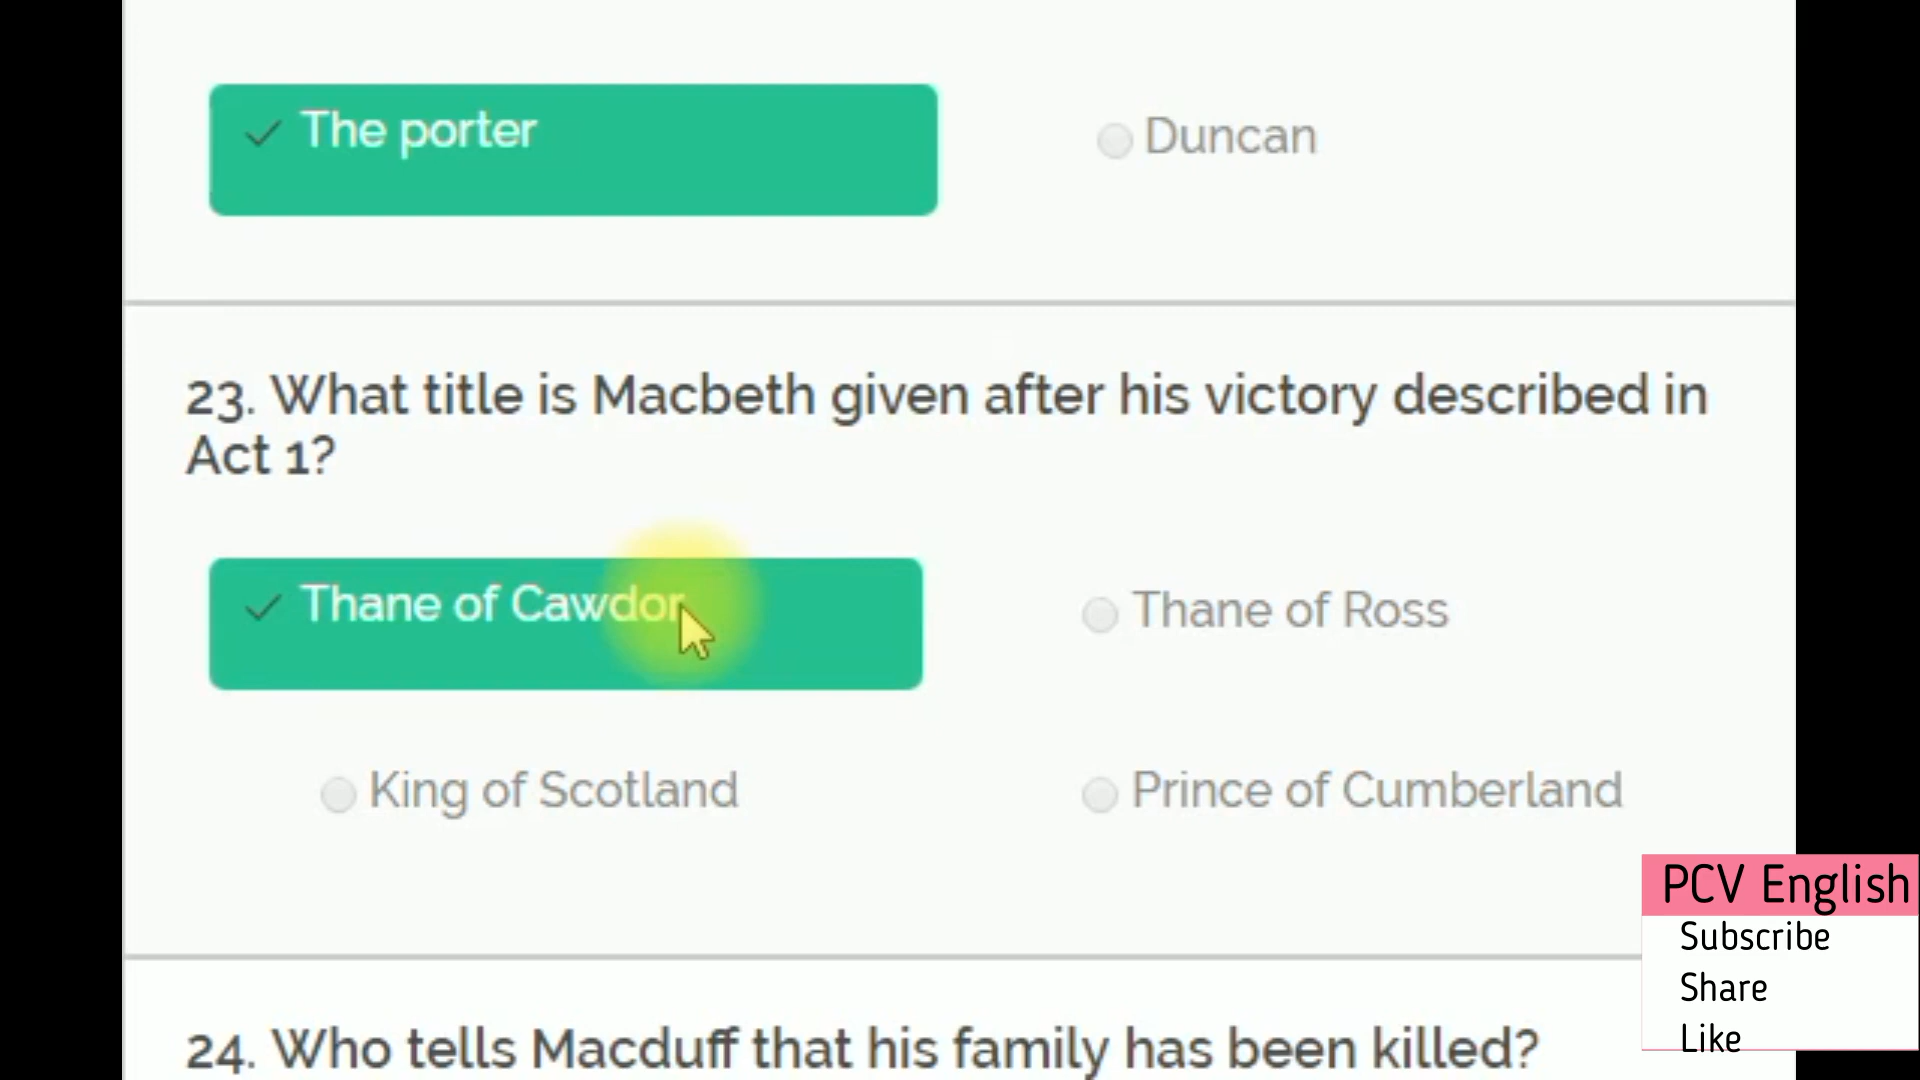 The porter
Duncan
23. What title is Macbeth given after his victory described in
Act 1?
Thane of Cawdor
Thane of Ross
King of Scotland
Prince of Cumberland
PCV English
Subscribe
Share
Like
24. Who tells Macduff that his family has been killed?